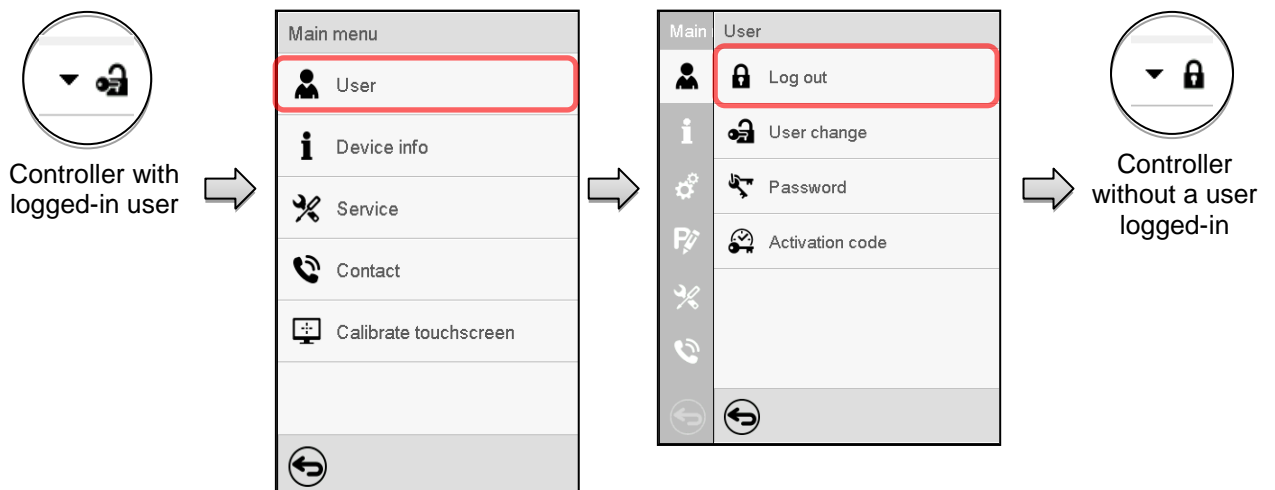 Controller with
logged-in user
Main menu
User
Device info
Service
Contact
Calibrate touchscreen
Main
User
Log out
User change
Password
Activation code
Controller
without a user
logged-in